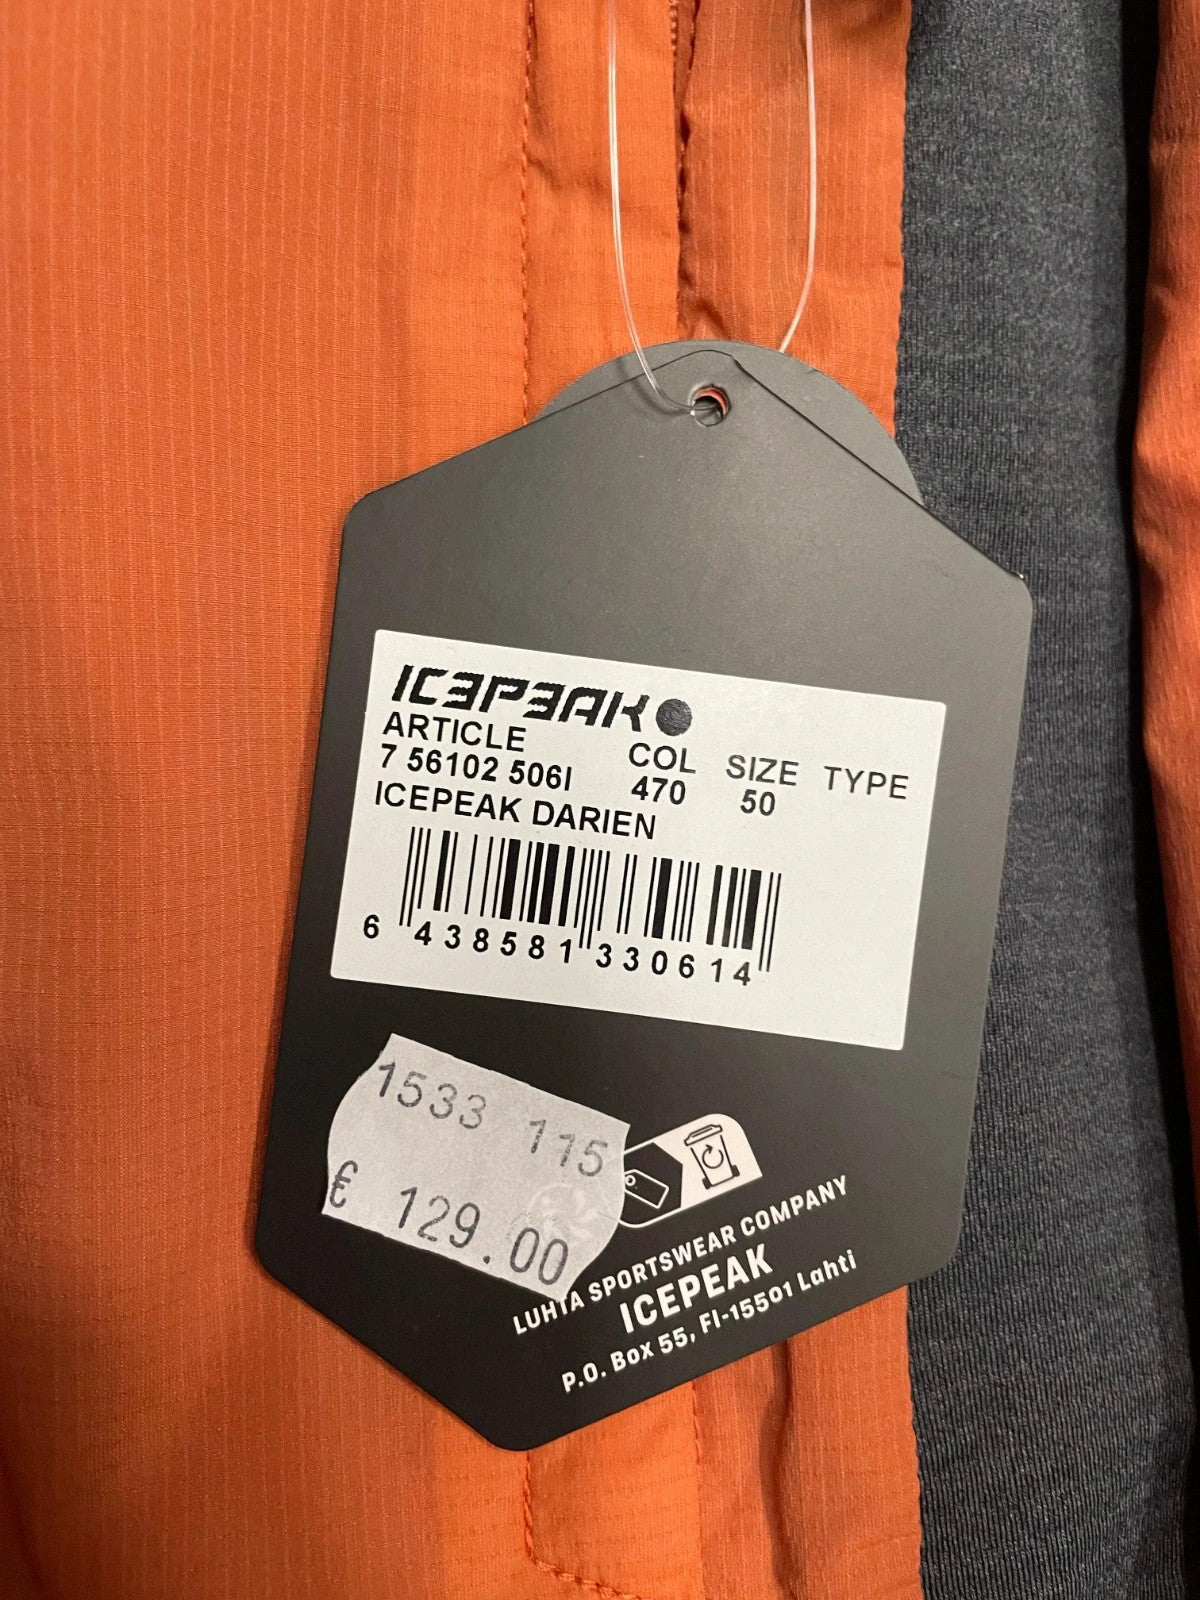 ICEPEAK
ARTICLE COL SIZE TYPE
7 56102 506I 470 50
ICEPEAK DARIEN
6 438581 330614
1533 115
€ 129.00
LUHTA SPORTSWEAR COMPANY
ICEPEAK
P.O. Box 55, FI-15501 Lahti